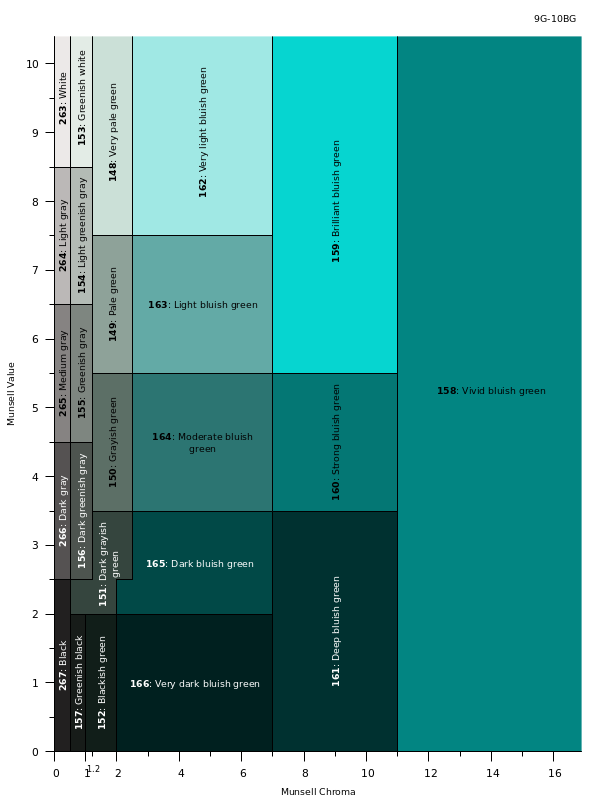 9G-10BG
Munsell Value
10
9
8
7
6
5
4
3
2
1
0
263: White
153: Greenish white
148: Very pale green
162: Very light bluish green
159: Brilliant bluish green
158: Vivid bluish green
264: Light gray
154: Light greenish gray
149: Pale green
163: Light bluish green
265: Medium gray
155: Greenish gray
150: Grayish green
164: Moderate bluish
green
160: Strong bluish green
266: Dark gray
156: Dark greenish gray
151: Dark grayish
green
165: Dark bluish green
161: Deep bluish green
267: Black
157: Greenish black
152: Blackish green
166: Very dark bluish green
0 1 1.2 2 4 6 8 10 12 14 16
Munsell Chroma